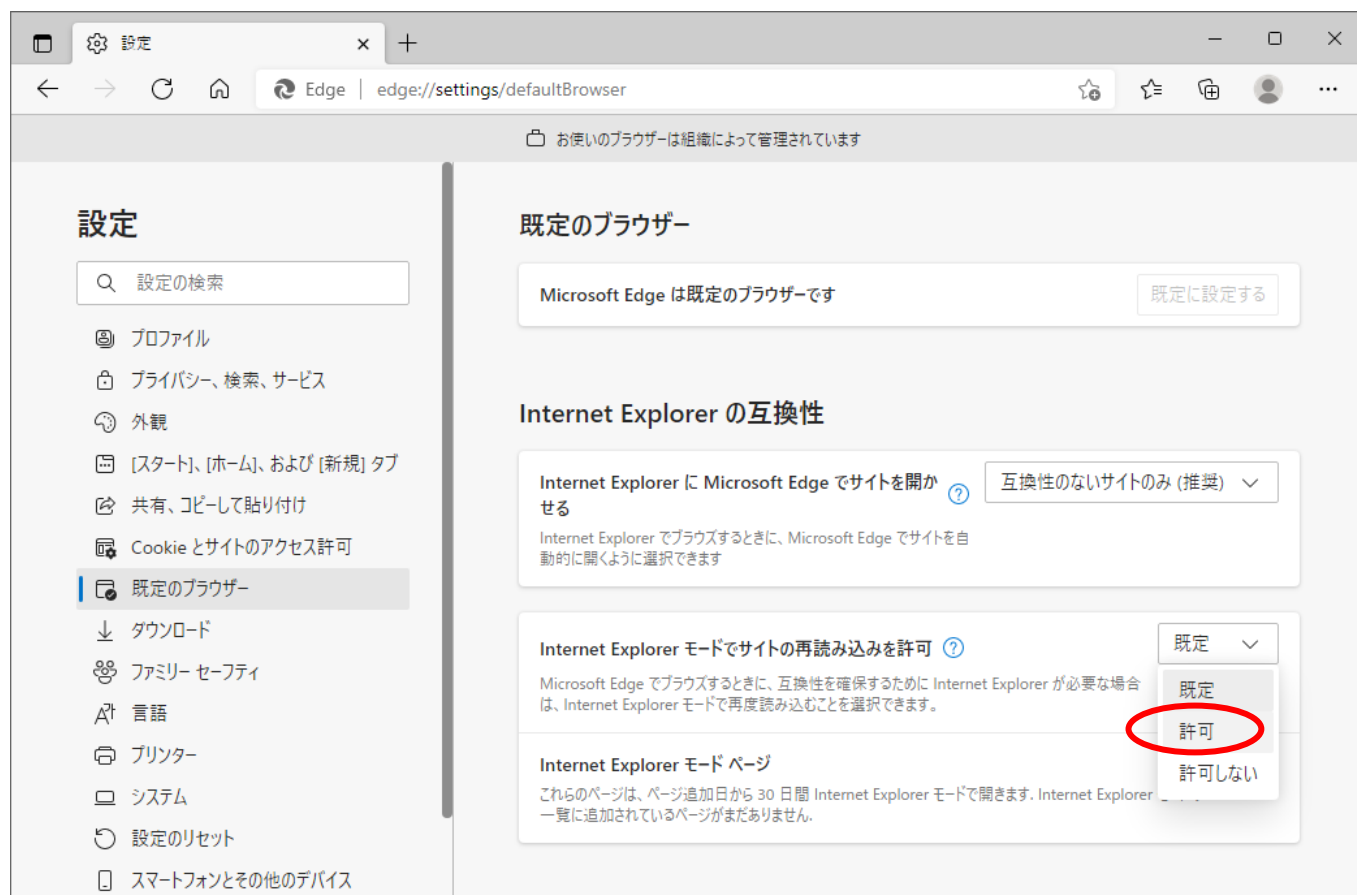 設定
Edge | edge://settings/defaultBrowser
お使いのブラウザーは組織によって管理されています
設定
設定の検索
プロファイル
プライバシー、検索、サービス
外観
[スタート]、[ホーム]、および [新規] タブ
共有、コピーして貼り付け
Cookie とサイトのアクセス許可
既定のブラウザー
ダウンロード
ファミリー セーフティ
言語
プリンター
システム
設定のリセット
スマートフォンとその他のデバイス
既定のブラウザー
Microsoft Edge は既定のブラウザーです
既定に設定する
Internet Explorer の互換性
Internet Explorer に Microsoft Edge でサイトを開か
せる
互換性のないサイトのみ (推奨)
Internet Explorer でブラウズするときに、Microsoft Edge でサイトを自
動的に開くように選択できます
Internet Explorer モードでサイトの再読み込みを許可
既定
Microsoft Edge でブラウズするときに、互換性を確保するために Internet Explorer が必要な場合
は、Internet Explorer モードで再度読み込むことを選択できます。
既定
許可
許可しない
Internet Explorer モード ページ
これらのページは、ページ追加日から 30 日間 Internet Explorer モードで開きます. Internet Explorer
一覧に追加されているページがまだありません.